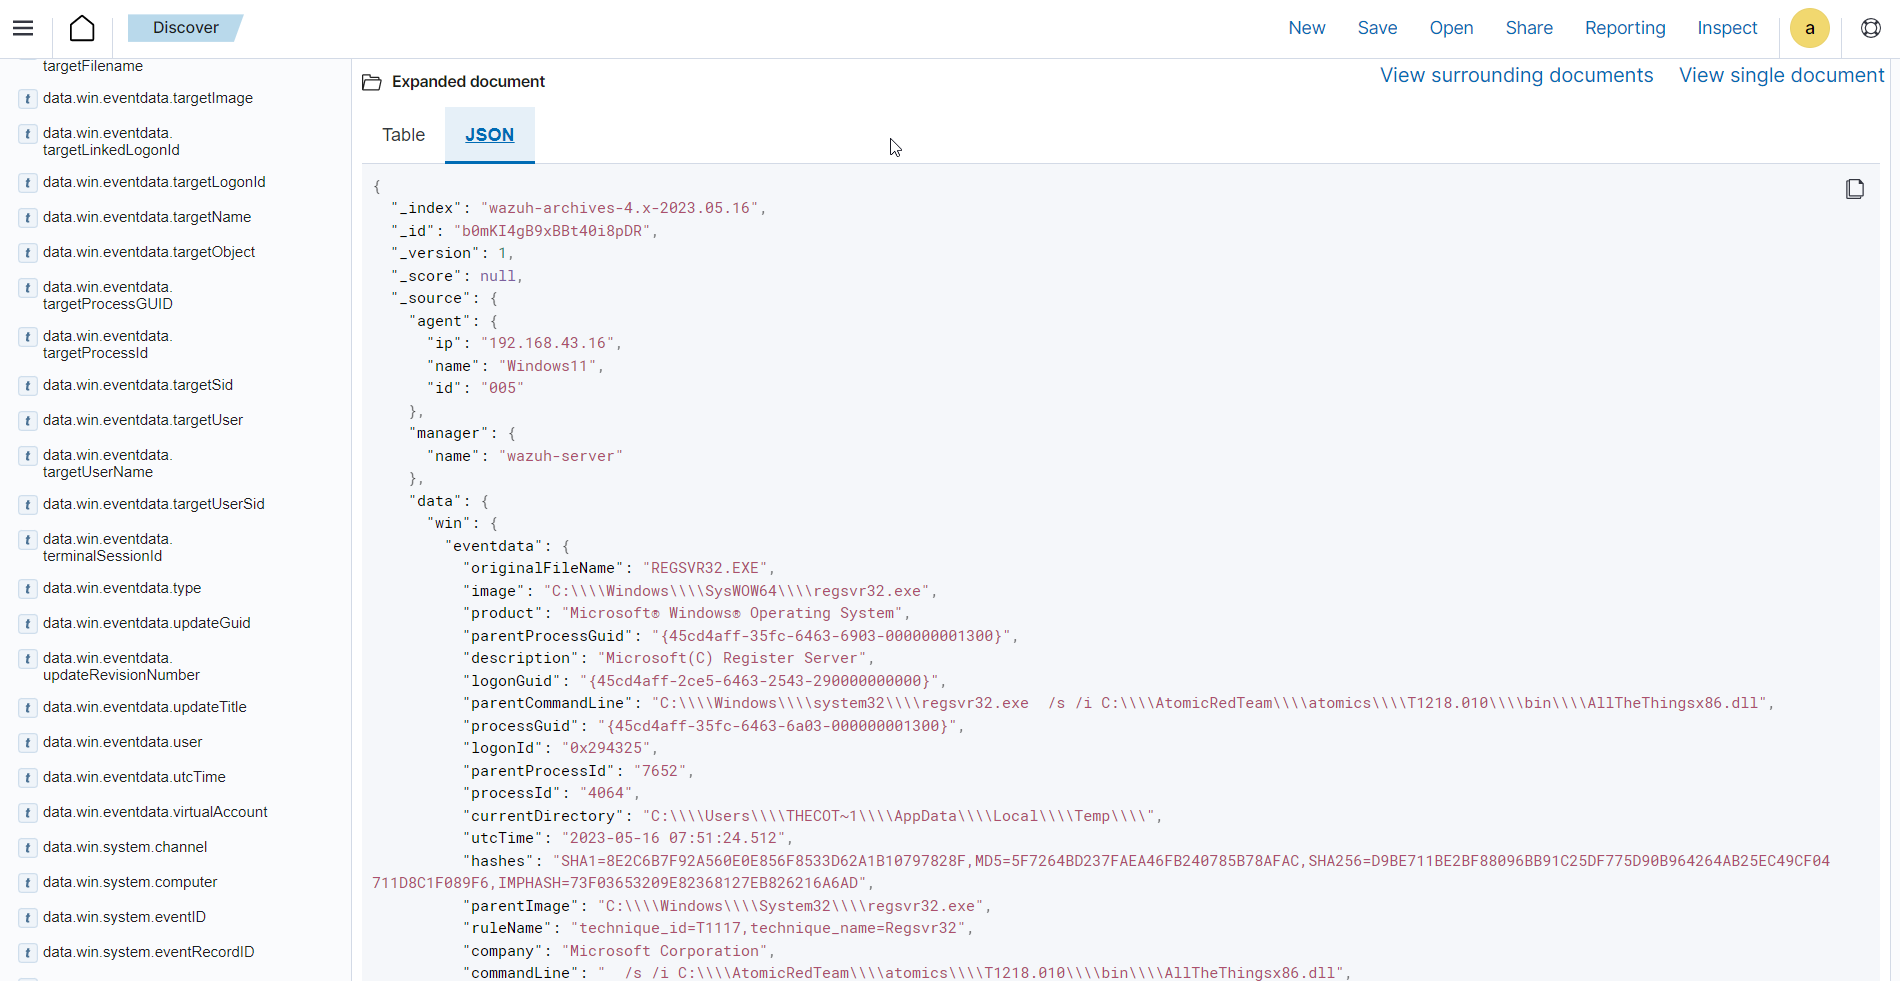 Discover
New Save Open Share Reporting Inspect a
targetFilename
t data.win.eventdata.targetImage
t data.win.eventdata.
targetLinkedLogonId
t data.win.eventdata.targetLogonId
t data.win.eventdata.targetName
t data.win.eventdata.targetObject
t data.win.eventdata.
targetProcessGUID
t data.win.eventdata.
targetProcessId
t data.win.eventdata.targetSid
t data.win.eventdata.targetUser
t data.win.eventdata.
targetUserName
t data.win.eventdata.targetUserSid
t data.win.eventdata.
terminalSessionId
t data.win.eventdata.type
t data.win.eventdata.updateGuid
t data.win.eventdata.
updateRevisionNumber
t data.win.eventdata.updateTitle
t data.win.eventdata.user
t data.win.eventdata.utcTime
t data.win.eventdata.virtualAccount
t data.win.system.channel
t data.win.system.computer
t data.win.system.eventID
t data.win.system.eventRecordID
Expanded document
View surrounding documents View single document
Table JSON
{
"_index": "wazuh-archives-4.x-2023.05.16",
"_id": "b0mKI4gB9xBBt40i8pDR",
"_version": 1,
"_score": null,
"_source": {
"agent": {
"ip": "192.168.43.16",
"name": "Windows11",
"id": "005"
},
"manager": {
"name": "wazuh-server"
},
"data": {
"win": {
"eventdata": {
"originalFileName": "REGSVR32.EXE",
"image": "C:\\\\Windows\\\\SysWOW64\\\\regsvr32.exe",
"product": "Microsoft® Windows® Operating System",
"parentProcessGuid": "{45cd4aff-35fc-6463-6903-000000001300}",
"description": "Microsoft(C) Register Server",
"logonGuid": "{45cd4aff-2ce5-6463-2543-290000000000}",
"parentCommandLine": "C:\\\\Windows\\\\system32\\\\regsvr32.exe  /s /i C:\\\\AtomicRedTeam\\\\atomics\\\\T1218.010\\\\bin\\\\AllTheThingsx86.dll",
"processGuid": "{45cd4aff-35fc-6463-6a03-000000001300}",
"logonId": "0x294325",
"parentProcessId": "7652",
"processId": "4064",
"currentDirectory": "C:\\\\Users\\\\THECOT~1\\\\AppData\\\\Local\\\\Temp\\\\",
"utcTime": "2023-05-16 07:51:24.512",
"hashes": "SHA1=8E2C6B7F92A560E0E856F8533D62A1B10797828F,MD5=5F7264BD237FAEA46FB240785B78AFAC,SHA256=D9BE711BE2BF88096BB91C25DF775D90B964264AB25EC49CF04
711D8C1F089F6,IMPHASH=73F03653209E82368127EB826216A6AD",
"parentImage": "C:\\\\Windows\\\\System32\\\\regsvr32.exe",
"ruleName": "technique_id=T1117,technique_name=Regsvr32",
"company": "Microsoft Corporation",
"commandLine": "  /s /i C:\\\\AtomicRedTeam\\\\atomics\\\\T1218.010\\\\bin\\\\AllTheThingsx86.dll",